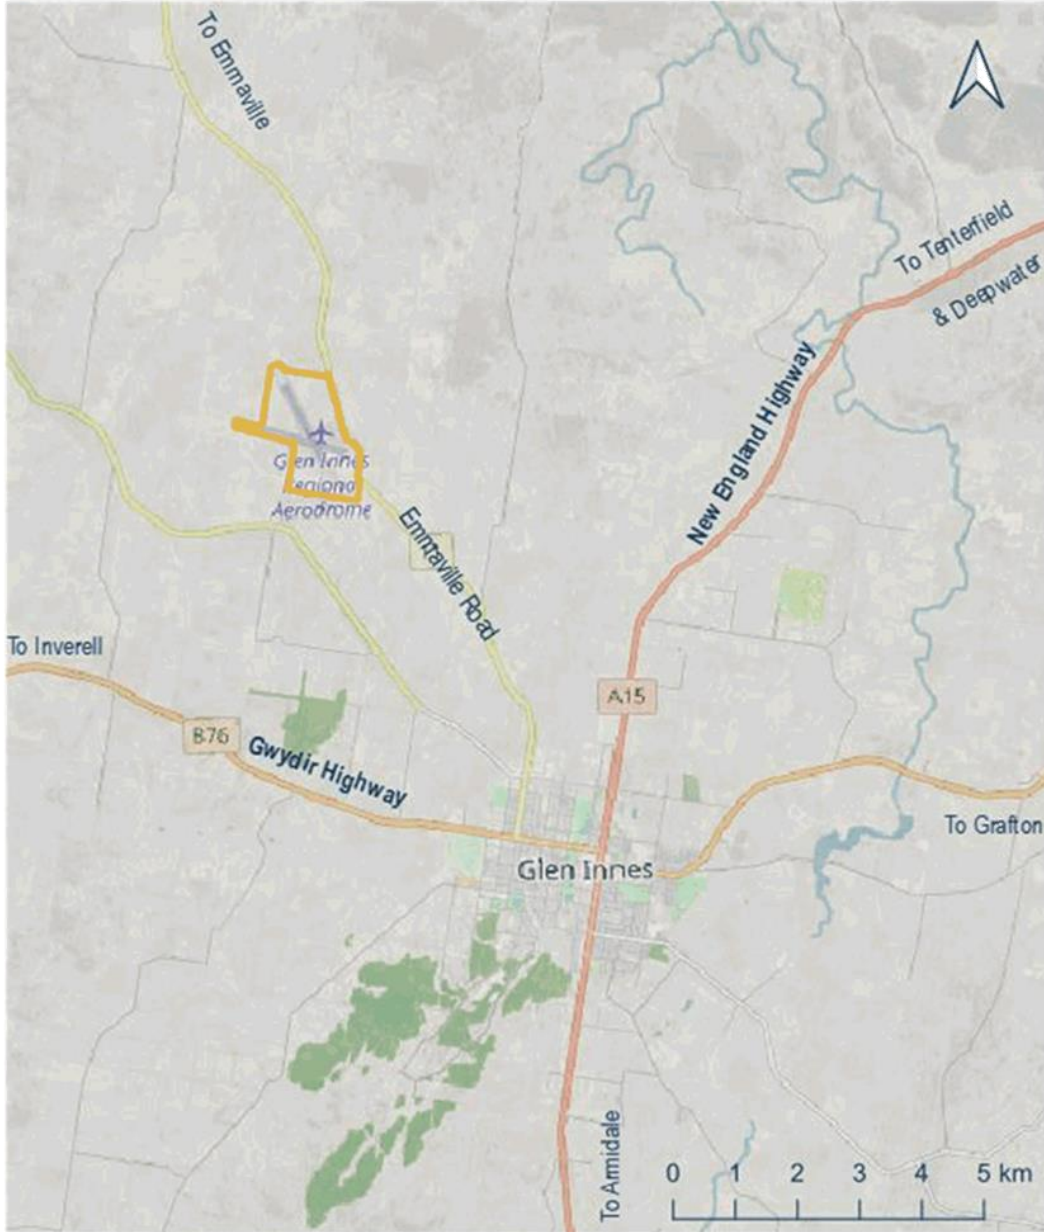 To Emmaville
To Tenterfield
& Deepwater
New England Highway
Glen Innes
Regional
Aerodrome
Emmaville Road
To Inverell
A15
B76
Gwydir Highway
To Grafton
Glen Innes
To Armidale
0 1 2 3 4 5 km